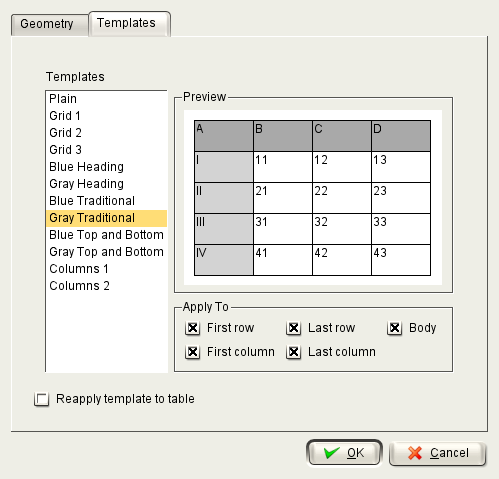 Geometry Templates
Templates
Plain
Grid 1
Grid 2
Grid 3
Blue Heading
Gray Heading
Blue Traditional
Gray Traditional
Blue Top and Bottom
Gray Top and Bottom
Columns 1
Columns 2
Preview
A B C D
I 11 12 13
II 21 22 23
III 31 32 33
IV 41 42 43
Apply To
First row Last row Body
First column Last column
Reapply template to table
OK Cancel